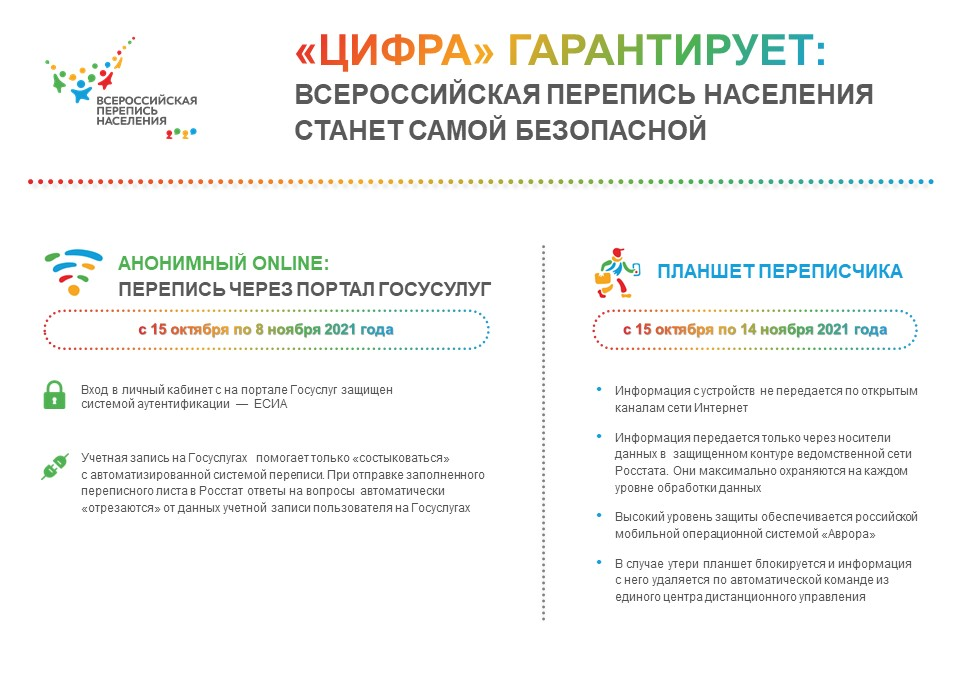 ВСЕРОССИЙСКАЯ
ПЕРЕПИСЬ
НАСЕЛЕНИЯ
2020
«ЦИФРА» ГАРАНТИРУЕТ:
ВСЕРОССИЙСКАЯ ПЕРЕПИСЬ НАСЕЛЕНИЯ
СТАНЕТ САМОЙ БЕЗОПАСНОЙ
АНОНИМНЫЙ ONLINE:
ПЕРЕПИСЬ ЧЕРЕЗ ПОРТАЛ ГОСУСУЛУГ
с 15 октября по 8 ноября 2021 года
Вход в личный кабинет с на портале Госуслуг защищен
системой аутентификации — ЕСИА
Учетная запись на Госуслугах помогает только «состыковаться»
с автоматизированной системой переписи. При отправке заполненного
переписного листа в Росстат ответы на вопросы автоматически
«отрезаются» от данных учетной записи пользователя на Госуслугах
ПЛАНШЕТ ПЕРЕПИСЧИКА
с 15 октября по 14 ноября 2021 года
• Информация с устройств не передается по открытым
каналам сети Интернет
• Информация передается только через носители
данных в защищенном контуре ведомственной сети
Росстата. Они максимально охраняются на каждом
уровне обработки данных
• Высокий уровень защиты обеспечивается российской
мобильной операционной системой «Аврора»
• В случае утери планшет блокируется и информация
с него удаляется по автоматической команде из
единого центра дистанционного управления